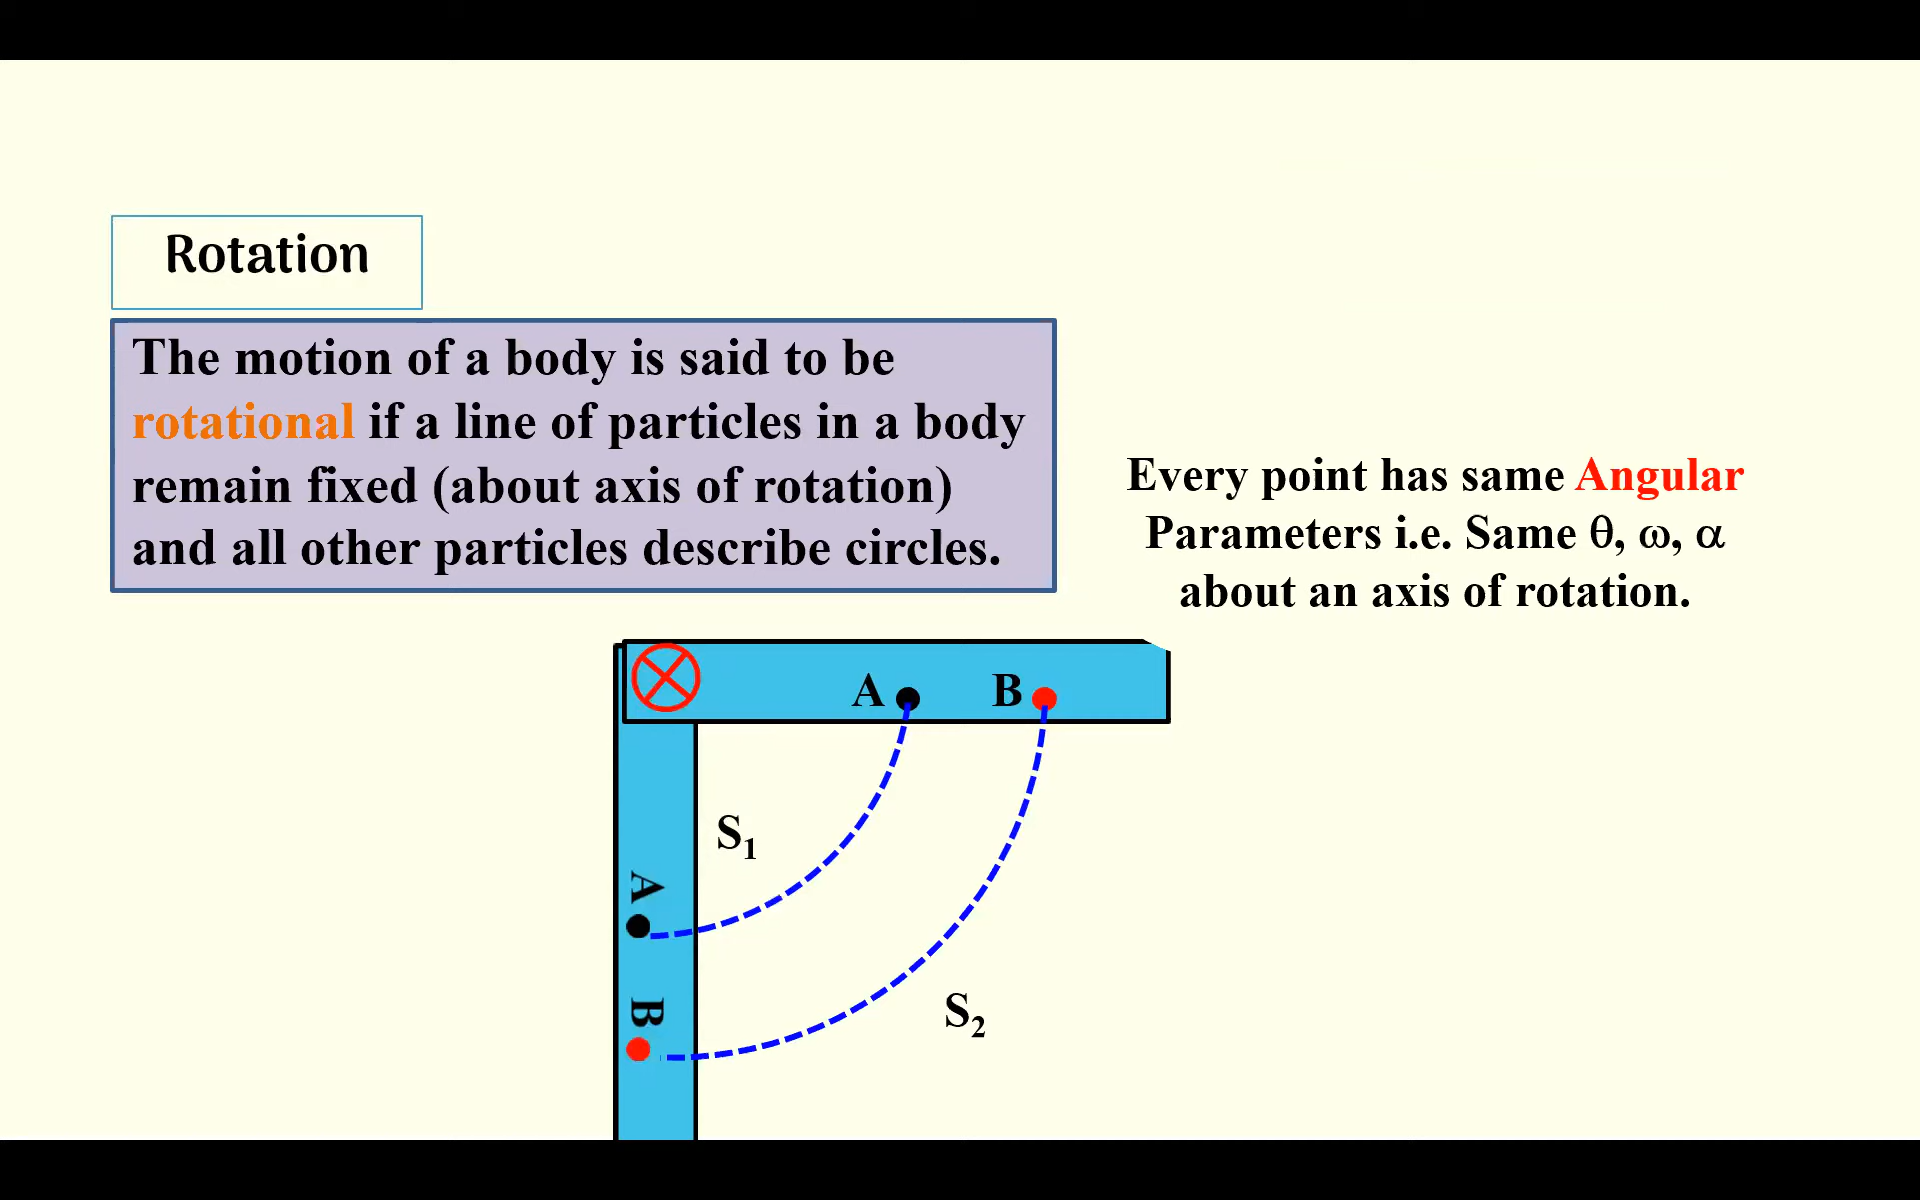 Rotation
The motion of a body is said to be
rotational if a line of particles in a body
remain fixed (about axis of rotation)
and all other particles describe circles.
Every point has same Angular
Parameters i.e. Same θ, ω, α
about an axis of rotation.
A B
S₁
A
B
S₂